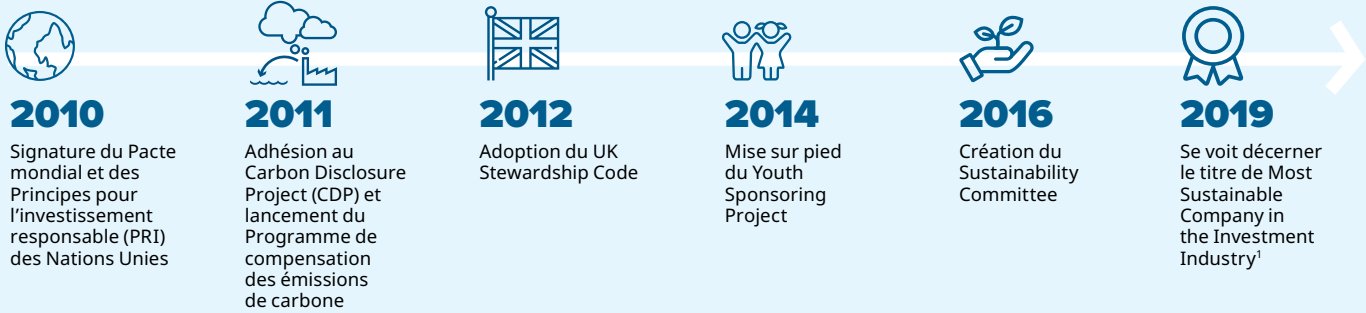 2010
Signature du Pacte
mondial et des
Principes pour
l'investissement
responsable (PRI)
des Nations Unies
2011
Adhésion au
Carbon Disclosure
Project (CDP) et
lancement du
Programme de
compensation
des émissions
de carbone
2012
Adoption du UK
Stewardship Code
2014
Mise sur pied
du Youth
Sponsoring
Project
2016
Création du
Sustainability
Committee
2019
Se voit décerner
le titre de Most
Sustainable
Company in
the Investment
Industry¹